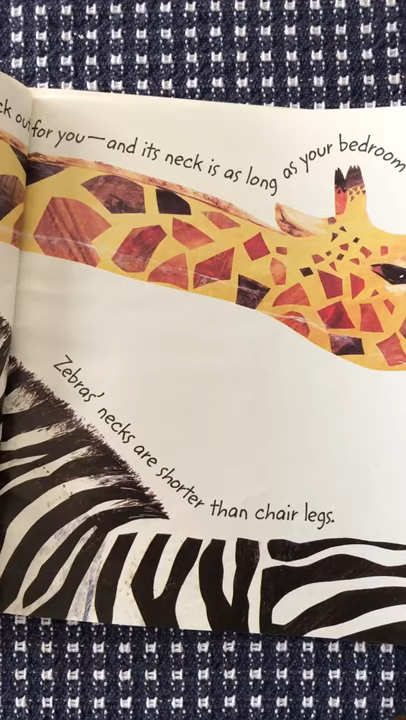 ck out for you—and its neck is as long as your bedroom
Zebras' necks are shorter than chair legs.